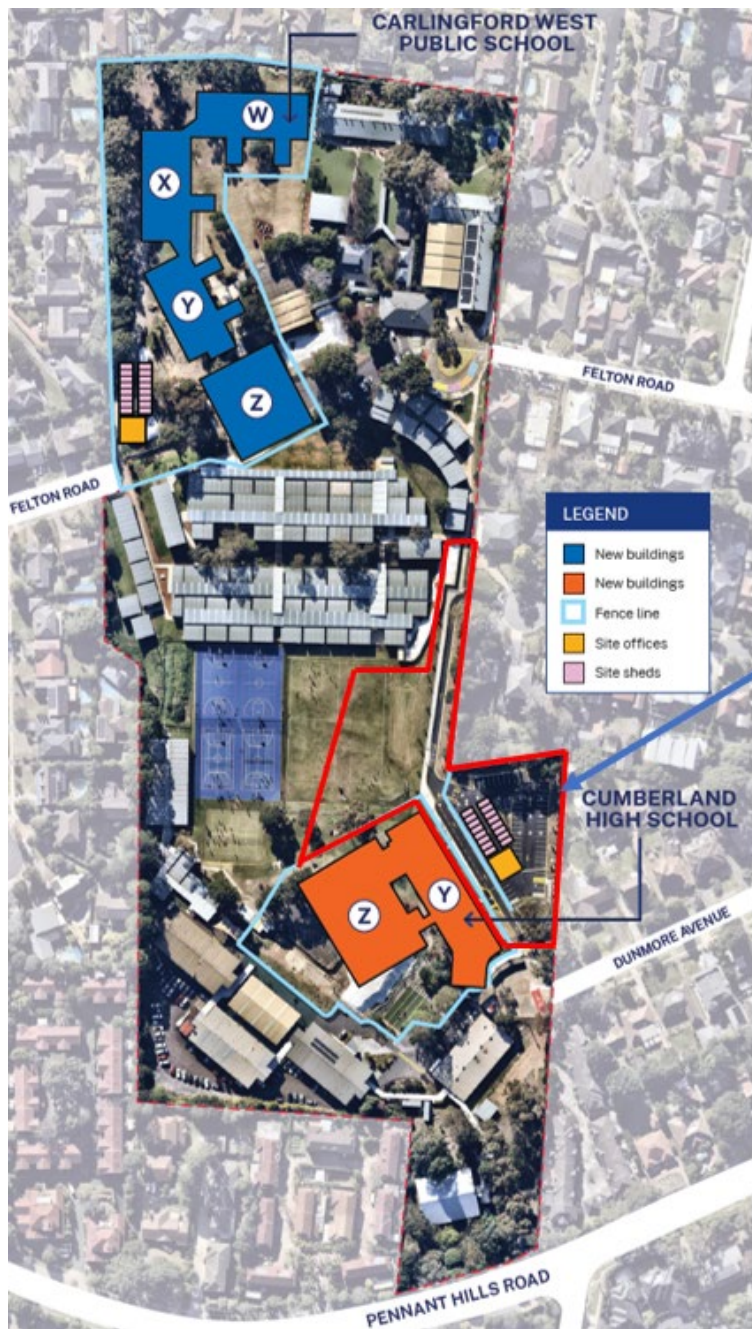 CARLINGFORD WEST
PUBLIC SCHOOL
W
X
Y
Z
FELTON ROAD
FELTON ROAD
LEGEND
New buildings
New buildings
Fence line
Site offices
Site sheds
CUMBERLAND
HIGH SCHOOL
Y
Z
DUNMORE AVENUE
PENNANT HILLS ROAD